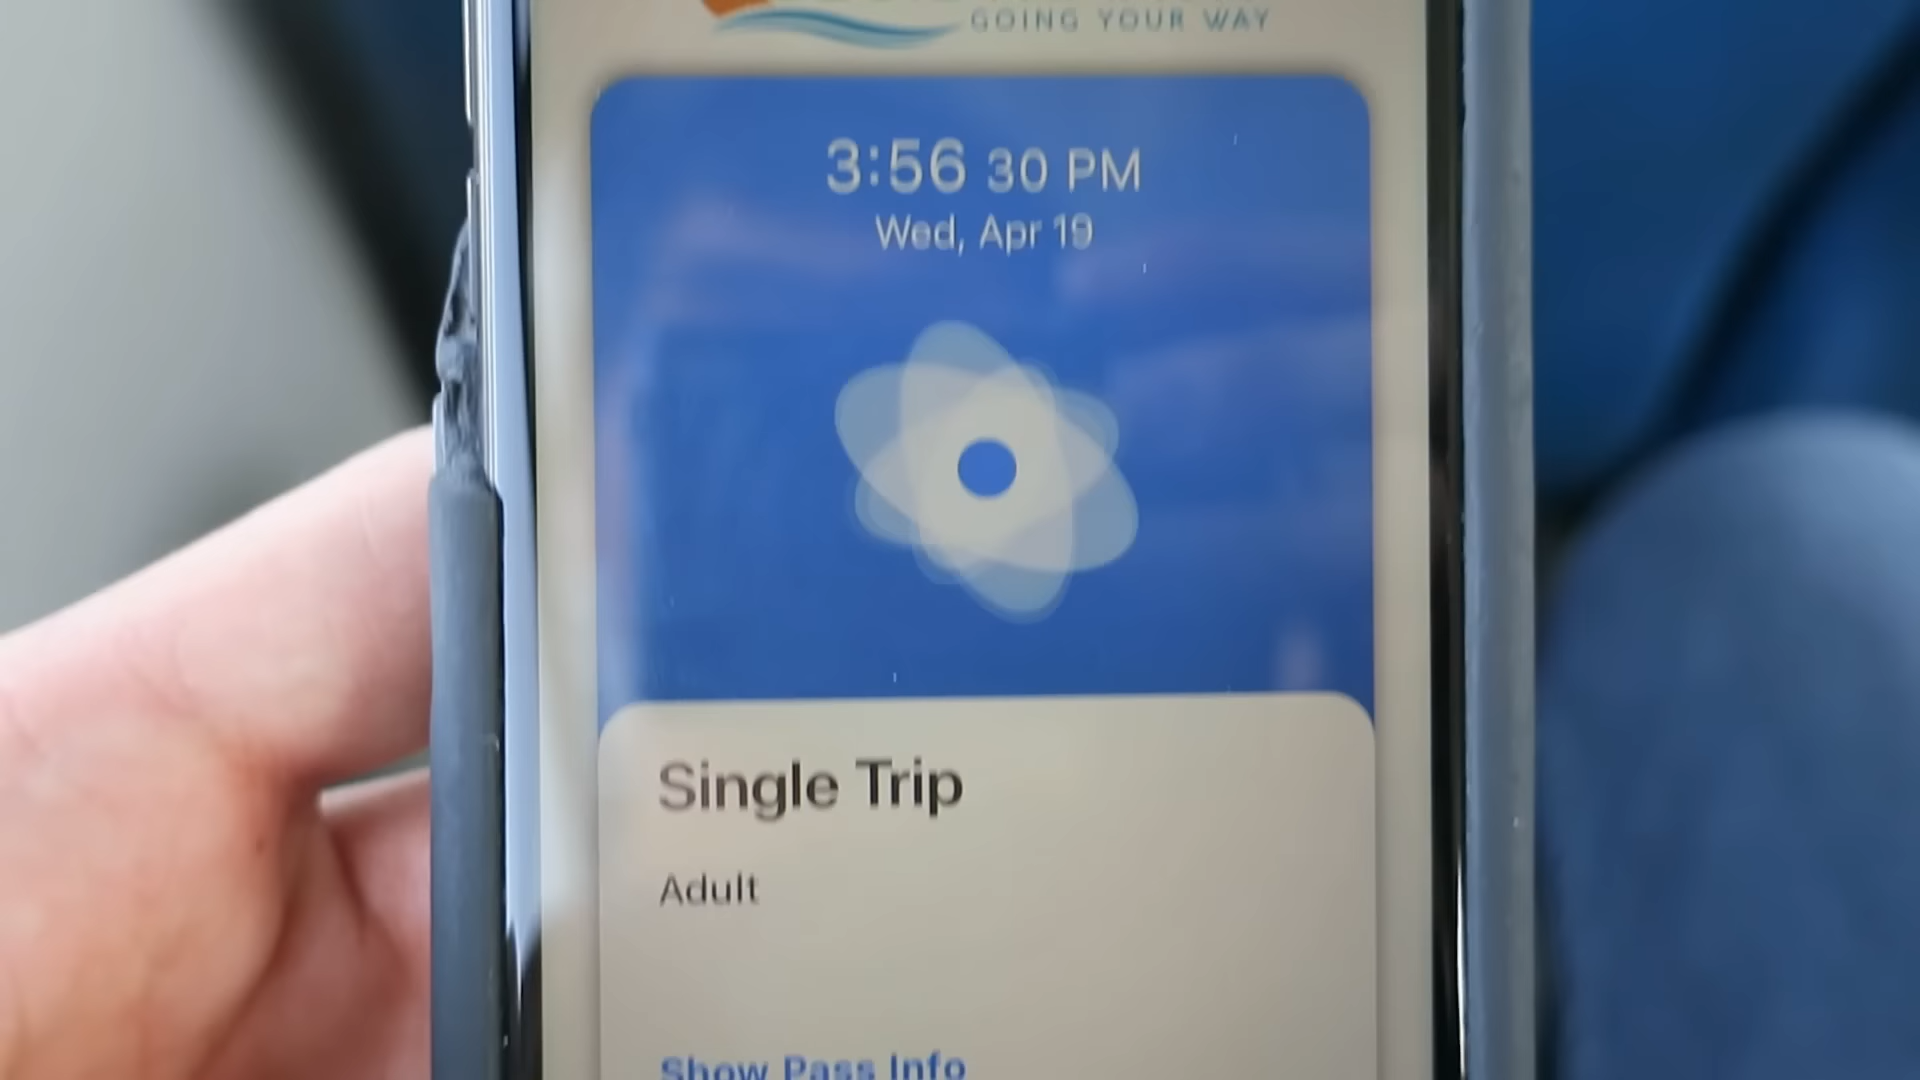 GOING YOUR WAY
3:56 30 PM
Wed, Apr 19
Single Trip
Adult
Show Pass Info